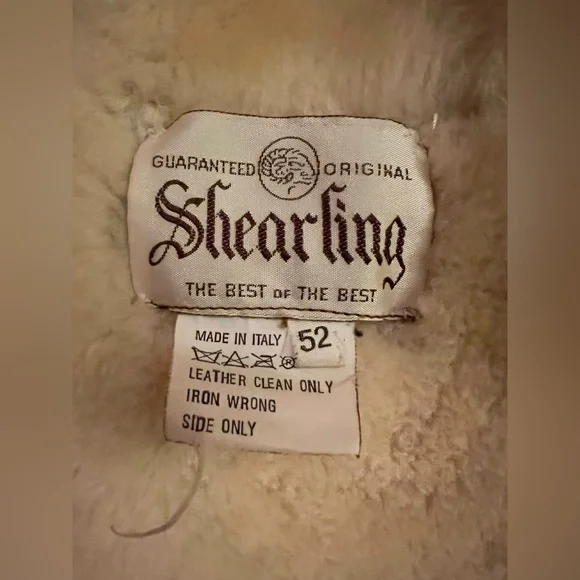 GUARANTEED ORIGINAL
Shearling
THE BEST OF THE BEST
MADE IN ITALY 52
®
LEATHER CLEAN ONLY
IRON WRONG
SIDE ONLY